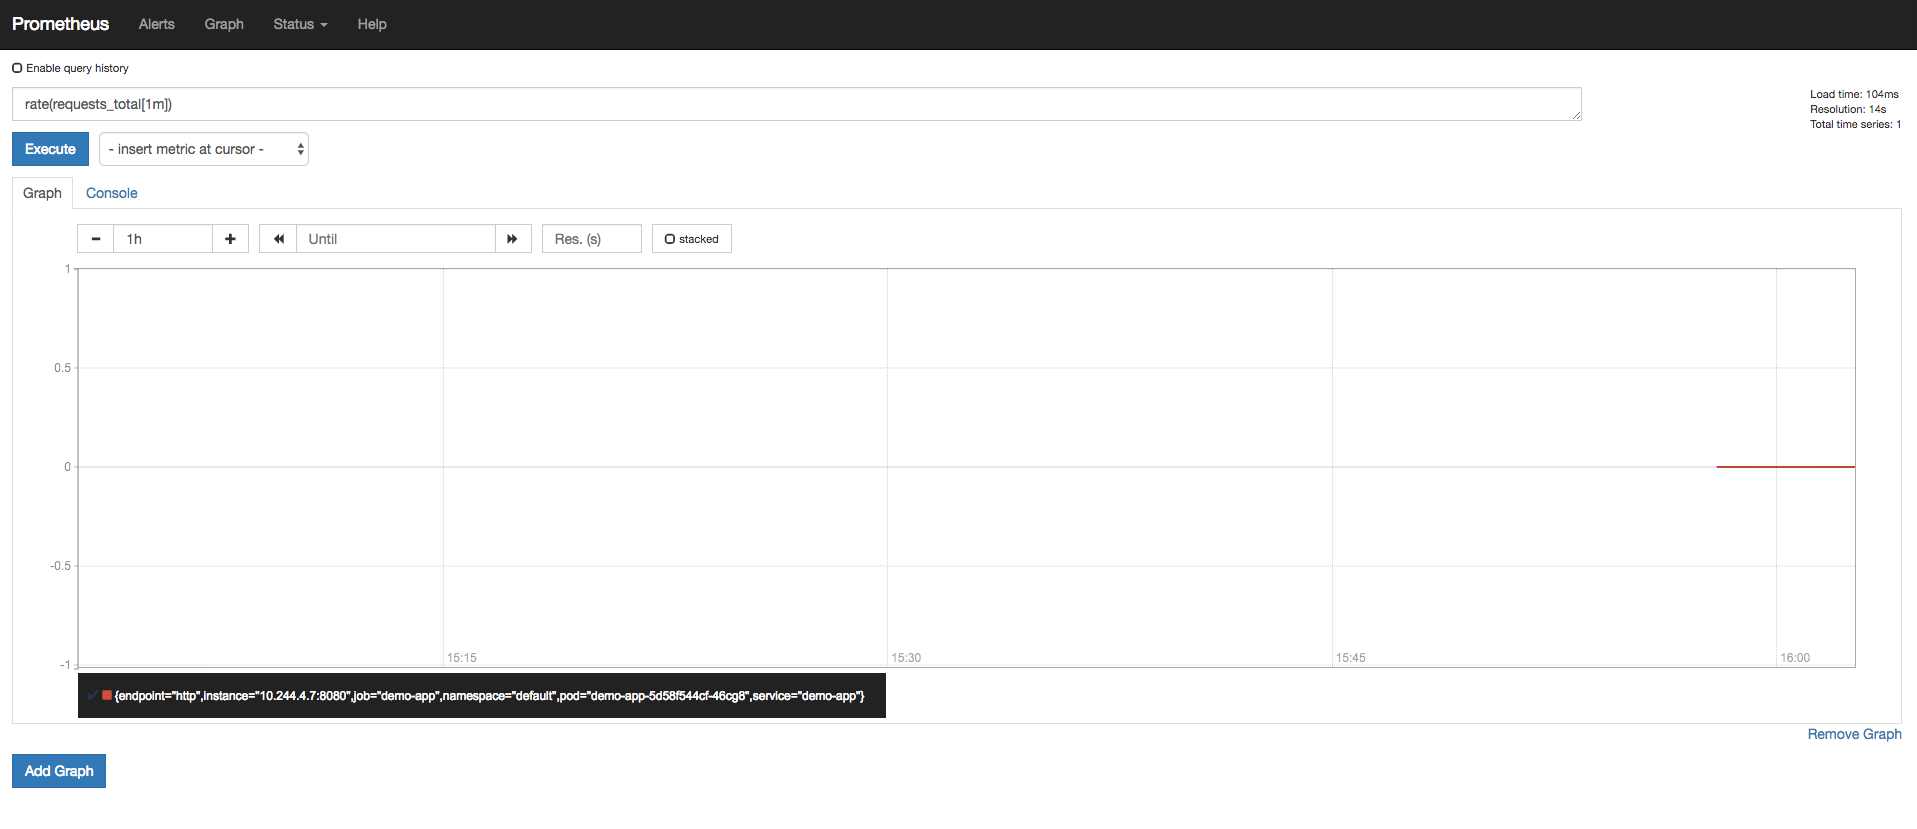 Prometheus Alerts Graph Status Help
Enable query history
rate(requests_total[1m])
Load time: 104ms
Resolution: 14s
Total time series: 1
Execute - insert metric at cursor -
Graph Console
1h Until Res. (s) stacked
1
0.5
0
-0.5
-1
15:15 15:30 15:45 16:00
{endpoint="http",instance="10.244.4.7:8080",job="demo-app",namespace="default",pod="demo-app-5d58f544cf-46cg8",service="demo-app"}
Remove Graph
Add Graph